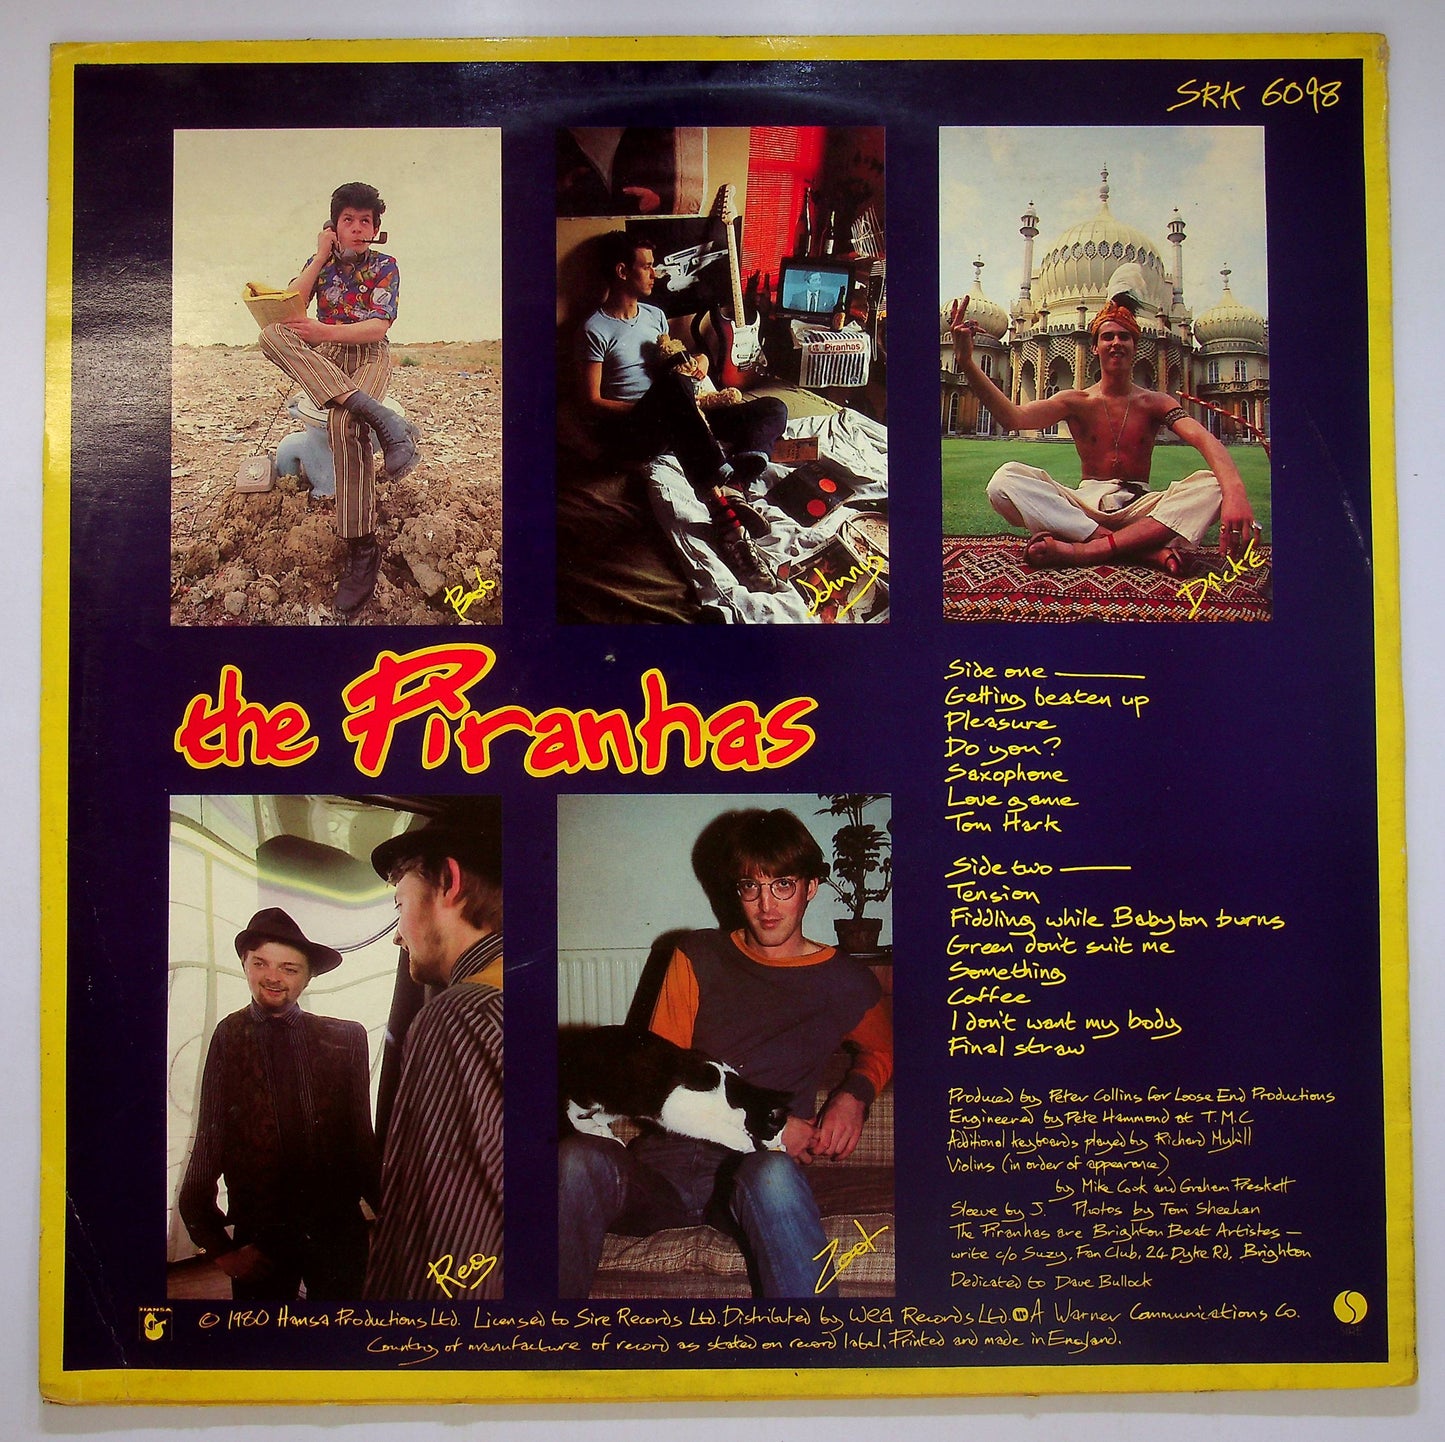 SRK 6098
Piranhas
Bob
Johnny
Dick E
the Piranhas
Side one
Getting beaten up
Pleasure
Do you?
Saxophone
Love game
Tom Hark
Side two
Tension
Fiddling while Babylon burns
Green don't suit me
Something
Coffee
I don't want my body
Final straw
Produced by Peter Collins for Loose End Productions
Engineered by Pete Hammond at T.M.C
Additional keyboards played by Richard Myhill
Violins (in order of appearance)
by Mike Cook and Graham Preskett
Sleeve by J. Photos by Tom Sheehan
The Piranhas are Brighton Beat Artistes —
write c/o Suzy, Fan Club, 24 Dyke Rd, Brighton
Dedicated to Dave Bullock
Reg
Zoot
HANSA
© 1980 Hansa Productions Ltd. Licensed to Sire Records Ltd. Distributed by WEA Records Ltd. A Warner Communications Co.
SIRE
Country of manufacture of record as stated on record label. Printed and made in England.